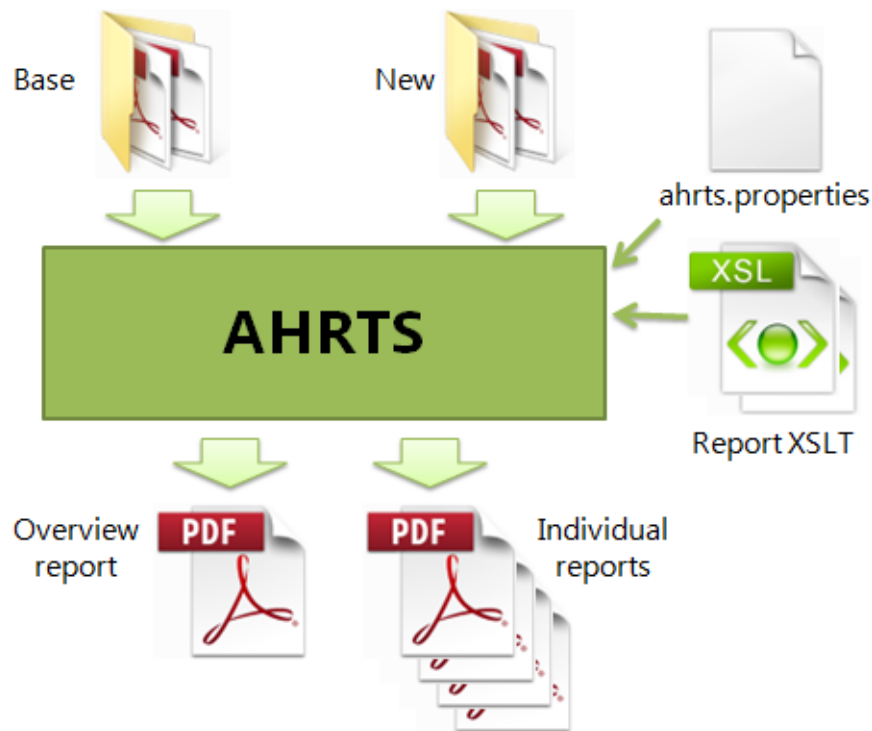 Base
New
ahrts.properties
XSL
AHRTS
Report XSLT
Overview
report
PDF
PDF
Individual
reports